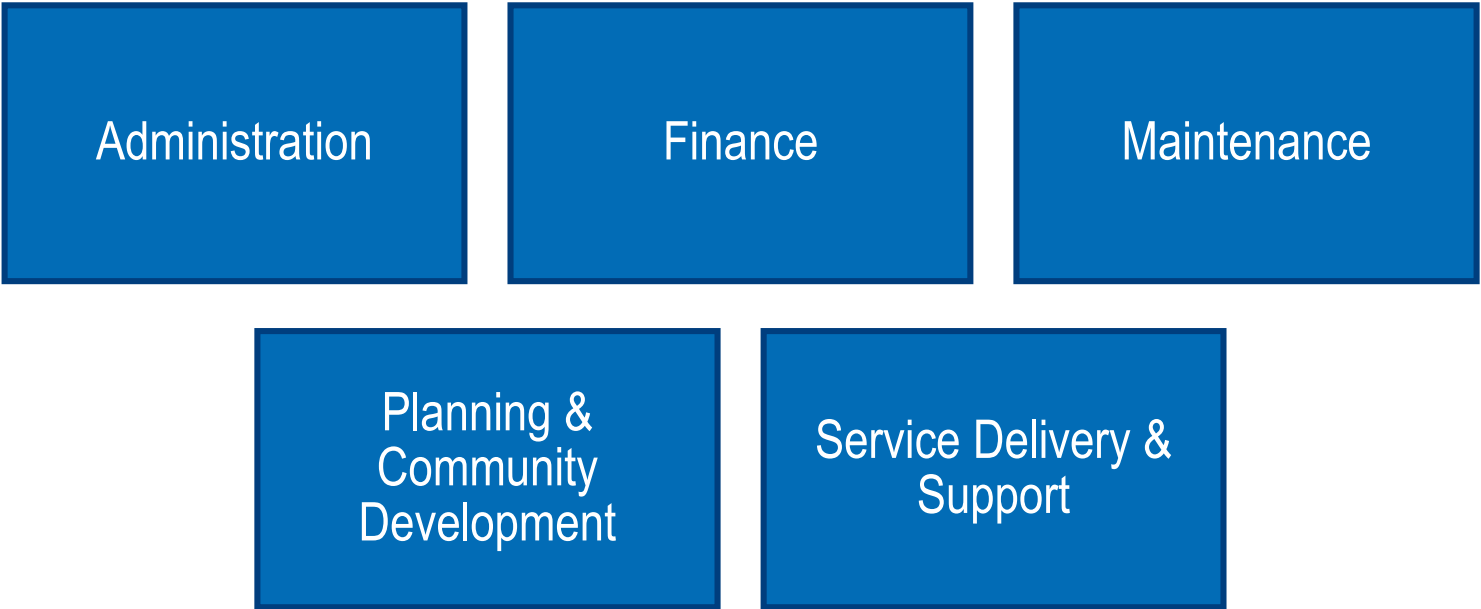 Administration
Finance
Maintenance
Planning &
Community
Development
Service Delivery &
Support